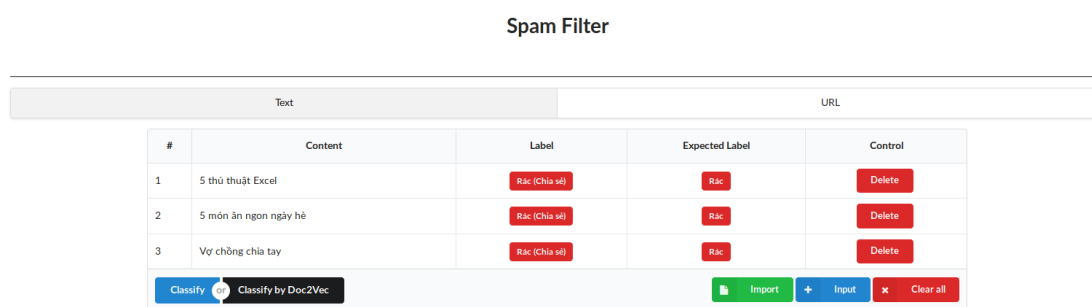 Spam Filter
Text URL
# Content Label Expected Label Control
1 5 thủ thuật Excel Rác (Chia sẻ) Rác Delete
2 5 món ăn ngon ngày hè Rác (Chia sẻ) Rác Delete
3 Vợ chồng chia tay Rác (Chia sẻ) Rác Delete
Classify or Classify by Doc2Vec Import Input Clear all